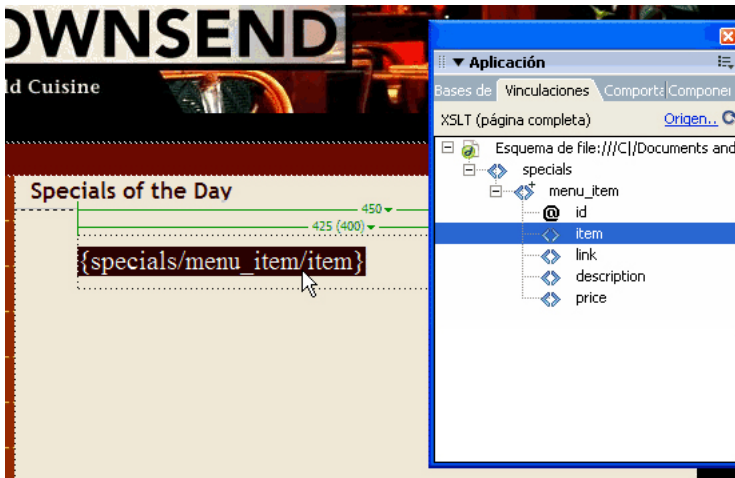 OWNSEND
ld Cuisine
Specials of the Day
450
425 (400)
{specials/menu_item/item}
Aplicación
Bases de Vinculaciones Comporta Componei
XSLT (página completa) Origen..
Esquema de file:///C|/Documents and
specials
menu_item
@ id
item
link
description
price